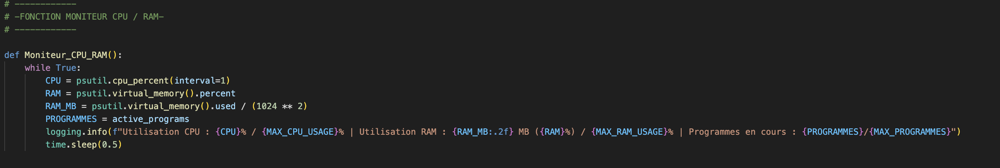 # ------------
# -FONCTION MONITEUR CPU / RAM-
# ------------
def Moniteur_CPU_RAM():
    while True:
        CPU = psutil.cpu_percent(interval=1)
        RAM = psutil.virtual_memory().percent
        RAM_MB = psutil.virtual_memory().used / (1024 ** 2)
        PROGRAMMES = active_programs
        logging.info(f"Utilisation CPU : {CPU}% / {MAX_CPU_USAGE}% | Utilisation RAM : {RAM_MB:.2f} MB ({RAM}%) / {MAX_RAM_USAGE}% | Programmes en cours : {PROGRAMMES}/{MAX_PROGRAMMES}")
        time.sleep(0.5)